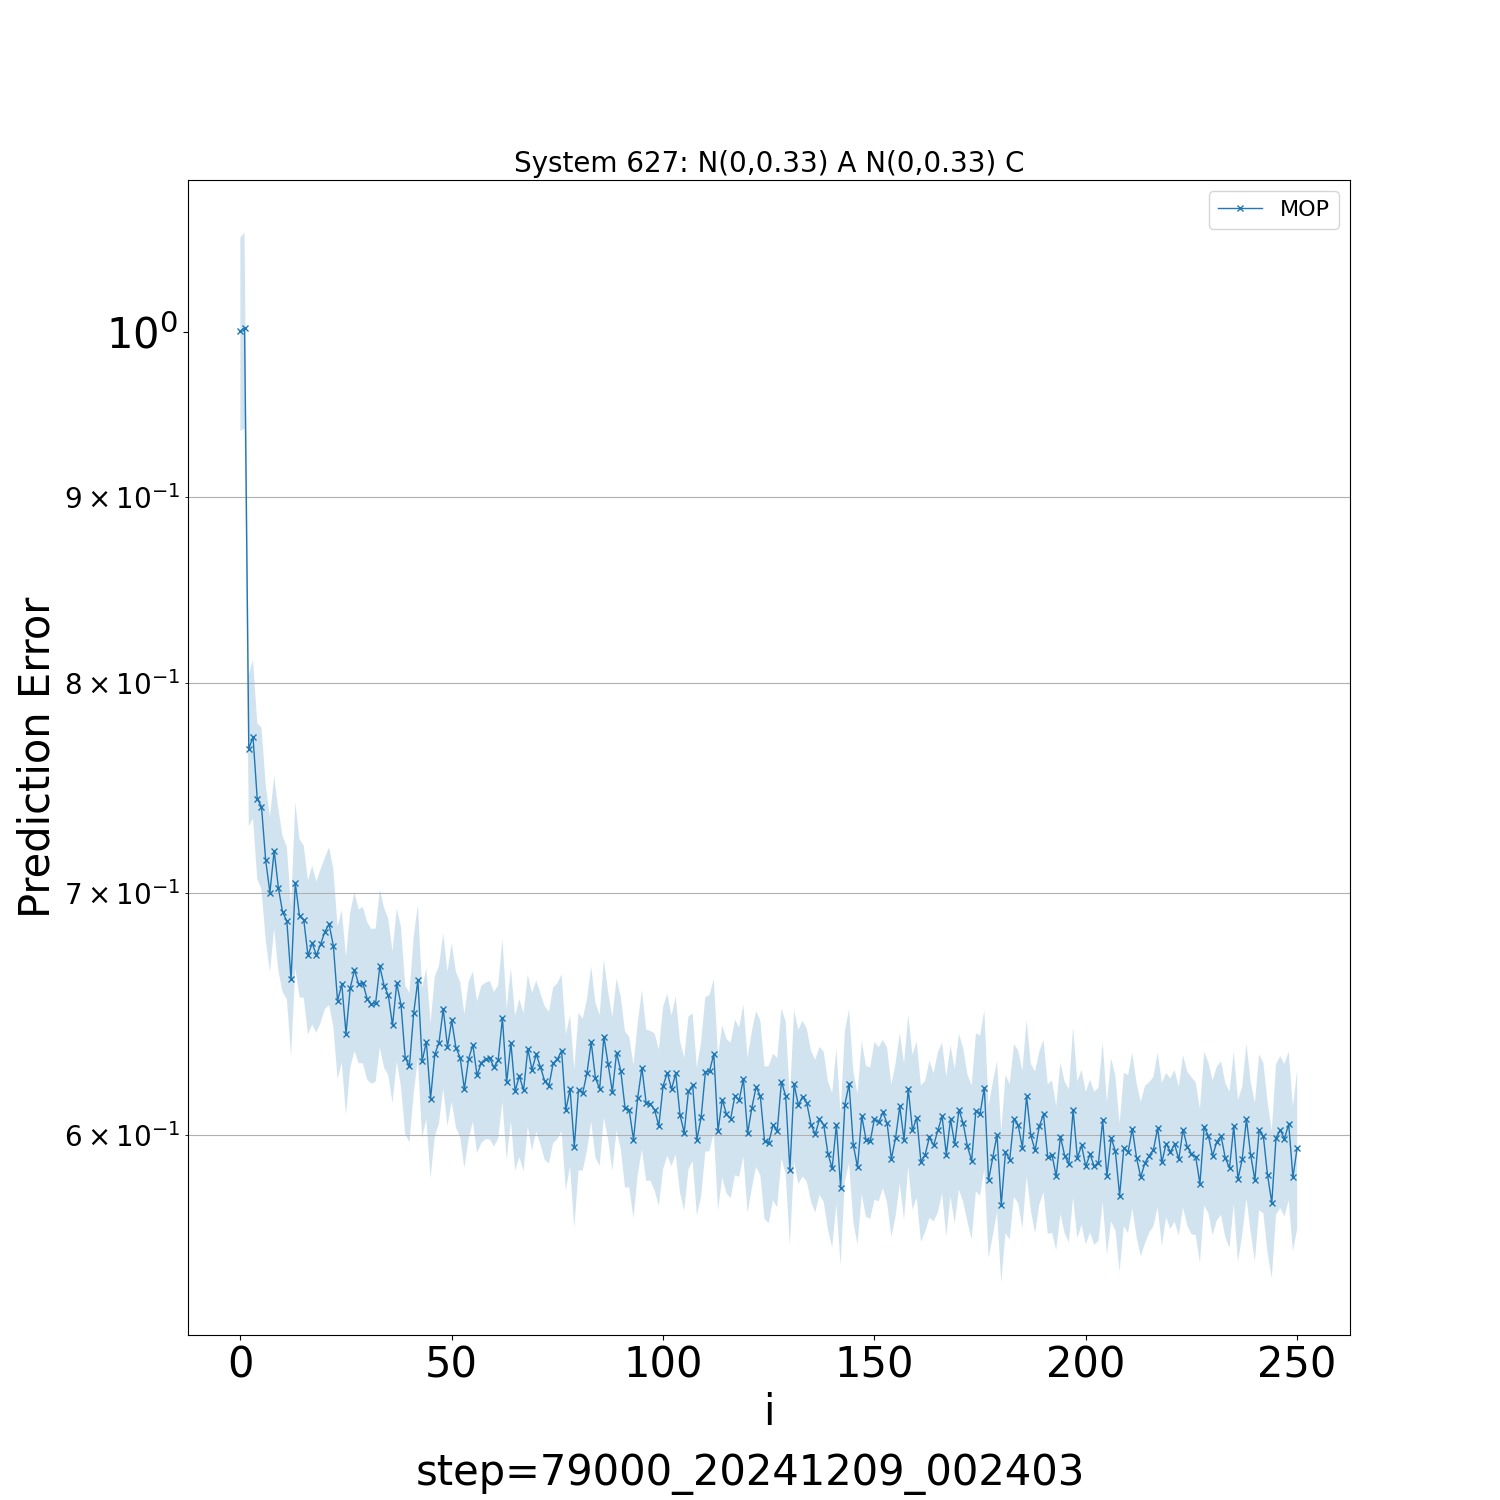 System 627: N(0,0.33) A N(0,0.33) C
MOP
10⁰
9 × 10⁻¹
8 × 10⁻¹
7 × 10⁻¹
6 × 10⁻¹
Prediction Error
0 50 100 150 200 250
i
step=79000_20241209_002403